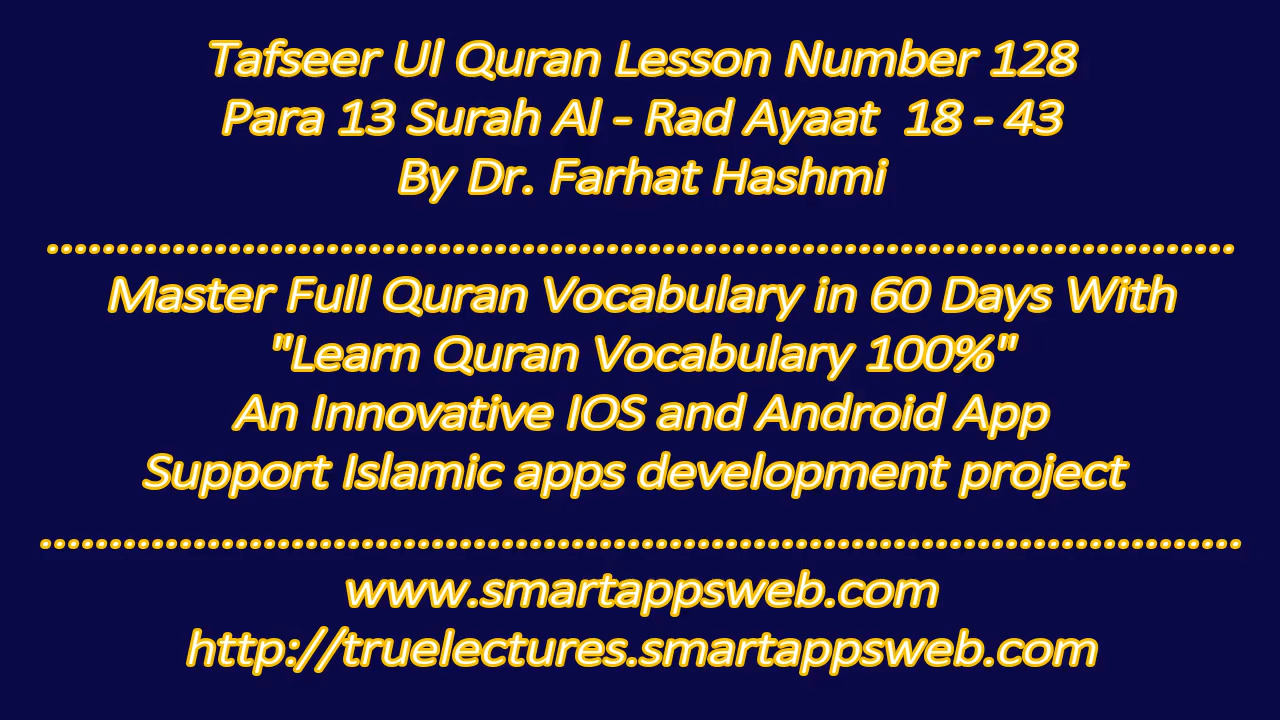 Tafseer Ul Quran Lesson Number 128
Para 13 Surah Al - Rad Ayaat  18 - 43
By Dr. Farhat Hashmi
Master Full Quran Vocabulary in 60 Days With
"Learn Quran Vocabulary 100%"
An Innovative IOS and Android App
Support Islamic apps development project
www.smartappsweb.com
http://truelectures.smartappsweb.com